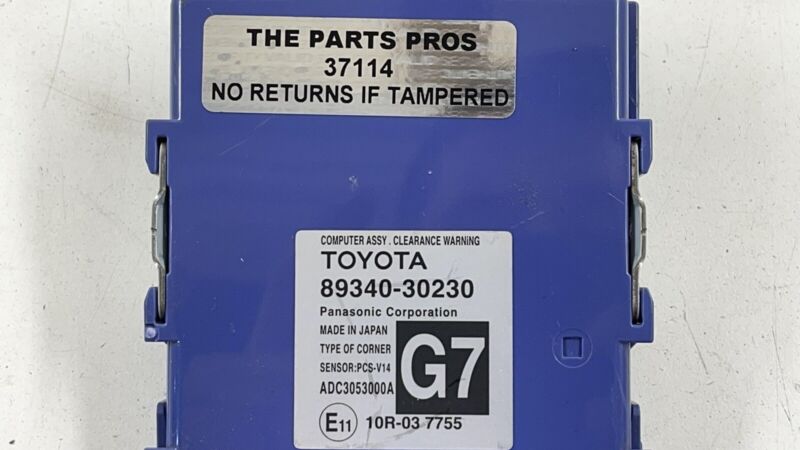 THE PARTS PROS
37114
NO RETURNS IF TAMPERED
COMPUTER ASSY . CLEARANCE WARNING
TOYOTA
89340-30230
Panasonic Corporation
MADE IN JAPAN
TYPE OF CORNER
SENSOR:PCS-V14
ADC3053000A
G7
E11 10R-03 7755